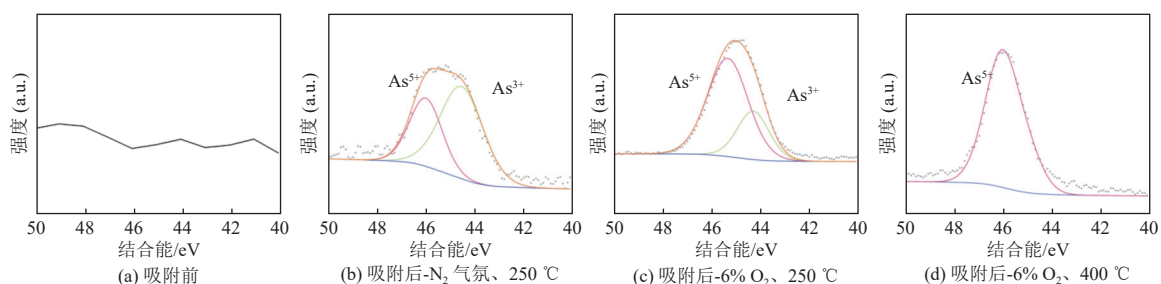 强度 (a.u.)
50 48 46 44 42 40
结合能/eV
(a) 吸附前
强度 (a.u.)
As⁵⁺
As³⁺
50 48 46 44 42 40
结合能/eV
(b) 吸附后-N₂ 气氛、250 ℃
强度 (a.u.)
As⁵⁺
As³⁺
50 48 46 44 42 40
结合能/eV
(c) 吸附后-6% O₂、250 ℃
强度 (a.u.)
As⁵⁺
50 48 46 44 42 40
结合能/eV
(d) 吸附后-6% O₂、400 ℃